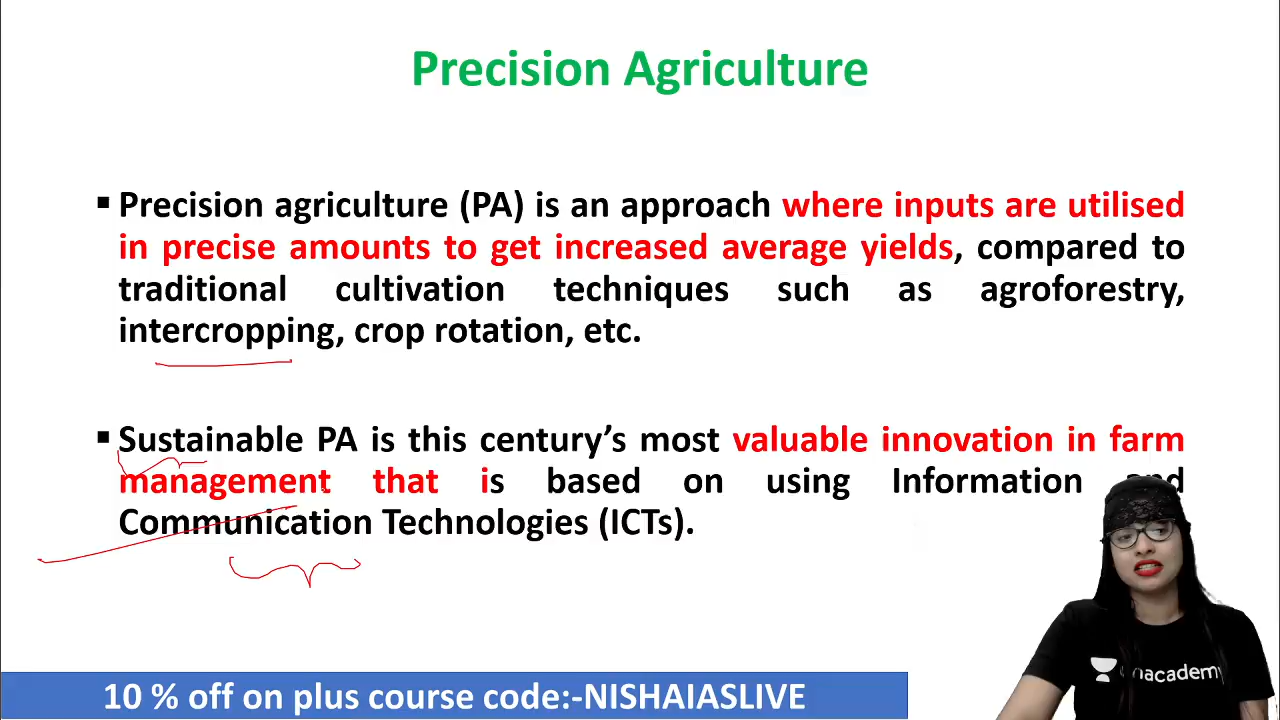 Precision Agriculture
▪ Precision agriculture (PA) is an approach where inputs are utilised
in precise amounts to get increased average yields, compared to
traditional cultivation techniques such as agroforestry,
intercropping, crop rotation, etc.
▪ Sustainable PA is this century's most valuable innovation in farm
management that is based on using Information and
Communication Technologies (ICTs).
unacademy
10 % off on plus course code:-NISHAIASLIVE